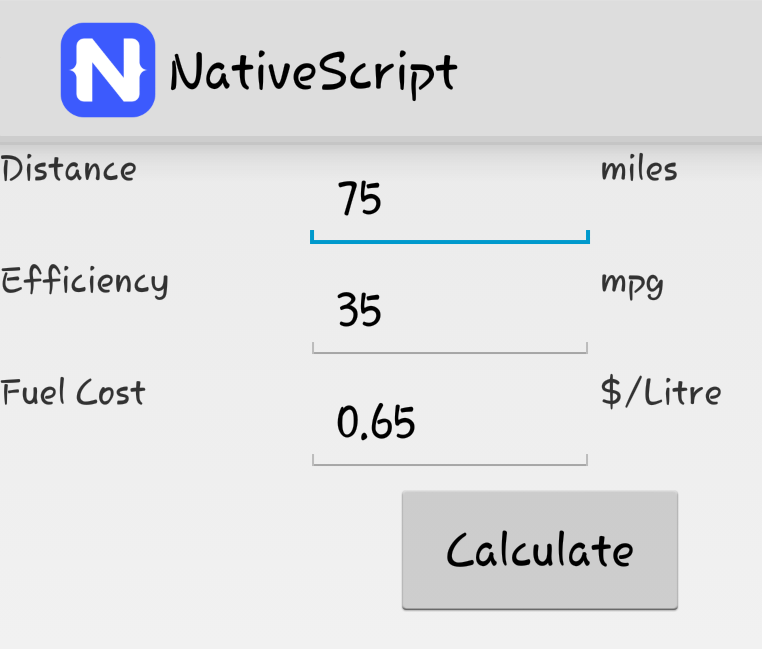 NativeScript
Distance 75 miles
Efficiency 35 mpg
Fuel Cost 0.65 $/Litre
Calculate